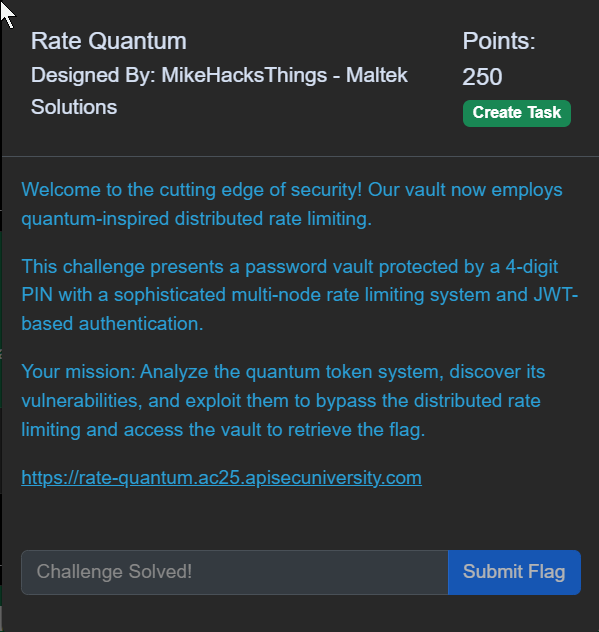 Rate Quantum
Designed By: MikeHacksThings - Maltek
Solutions
Points:
250
Create Task
Welcome to the cutting edge of security! Our vault now employs
quantum-inspired distributed rate limiting.
This challenge presents a password vault protected by a 4-digit
PIN with a sophisticated multi-node rate limiting system and JWT-
based authentication.
Your mission: Analyze the quantum token system, discover its
vulnerabilities, and exploit them to bypass the distributed rate
limiting and access the vault to retrieve the flag.
https://rate-quantum.ac25.apisecuniversity.com
Challenge Solved!
Submit Flag